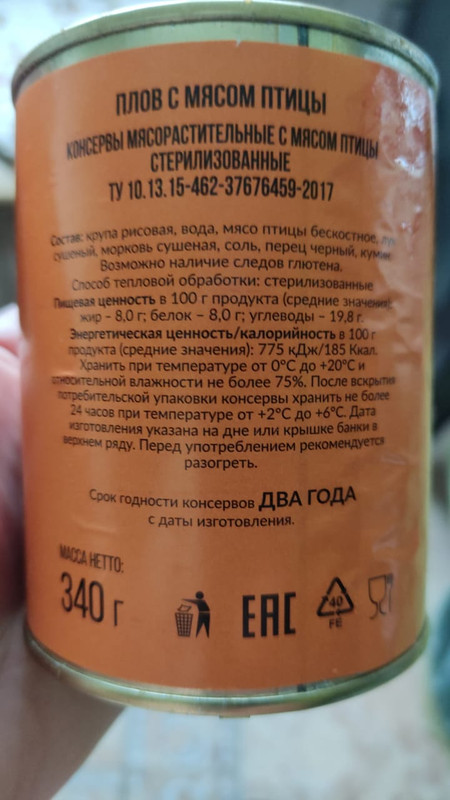 ПЛОВ С МЯСОМ ПТИЦЫ
КОНСЕРВЫ МЯСОРАСТИТЕЛЬНЫЕ С МЯСОМ ПТИЦЫ
СТЕРИЛИЗОВАННЫЕ
ТУ 10.13.15-462-37676459-2017
Состав: крупа рисовая, вода, мясо птицы бескостное,
сушеный, морковь сушеная, соль, перец черный,
Возможно наличие следов глютена.
Способ тепловой обработки: стерилизованные
Пищевая ценность в 100 г продукта (средние значения):
жир – 8,0 г; белок – 8,0 г; углеводы – 19,8 г.
Энергетическая ценность/калорийность в 100 г
продукта (средние значения): 775 кДж/185 Ккал.
Хранить при температуре от 0°С до +20°С и
относительной влажности не более 75%. После вскрытия
потребительской упаковки консервы хранить не более
24 часов при температуре от +2°С до +6°С. Дата
изготовления указана на дне или крышке банки в
верхнем ряду. Перед употреблением рекомендуется
разогреть.
Срок годности консервов ДВА ГОДА
с даты изготовления.
МАССА НЕТТО:
340 г
ЕАС
40
FE